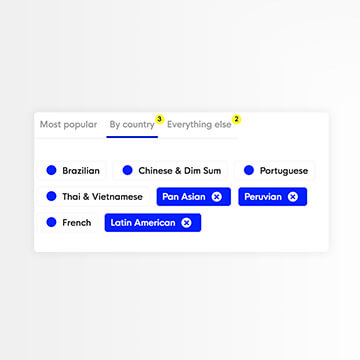 Most popular By country 3 Everything else 2
Brazilian Chinese & Dim Sum Portuguese
Thai & Vietnamese Pan Asian Peruvian
French Latin American